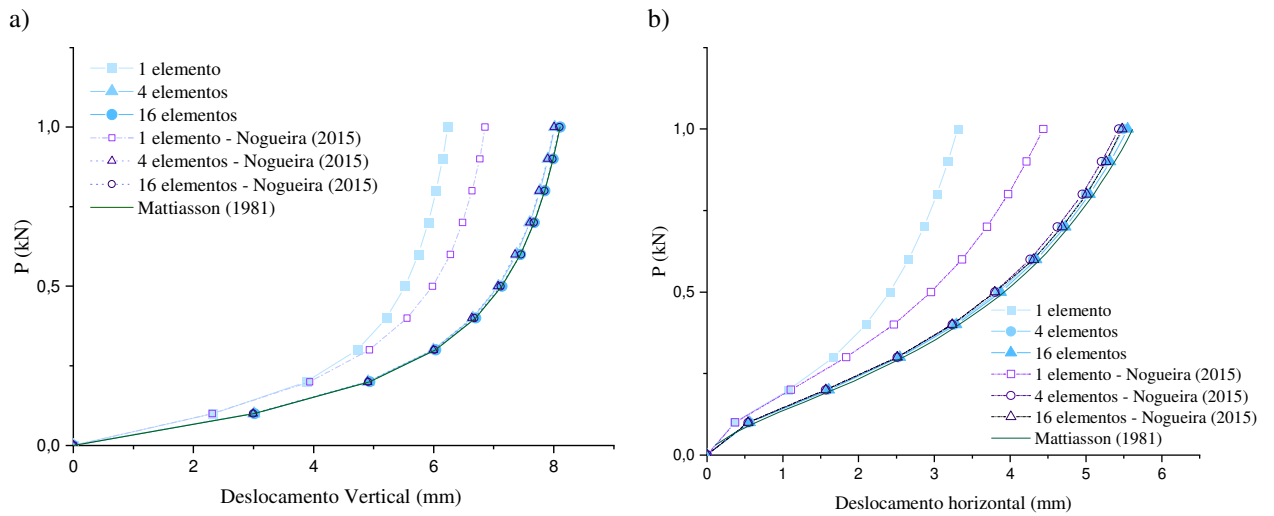 a)
1 elemento
4 elementos
16 elementos
1 elemento - Nogueira (2015)
4 elementos - Nogueira (2015)
16 elementos - Nogueira (2015)
Mattiasson (1981)
1,0
0,5
0,0
P (kN)
0 2 4 6 8
Deslocamento Vertical (mm)
b)
1,0
0,5
0,0
P (kN)
1 elemento
4 elementos
16 elementos
1 elemento - Nogueira (2015)
4 elementos - Nogueira (2015)
16 elementos - Nogueira (2015)
Mattiasson (1981)
0 1 2 3 4 5 6
Deslocamento horizontal (mm)